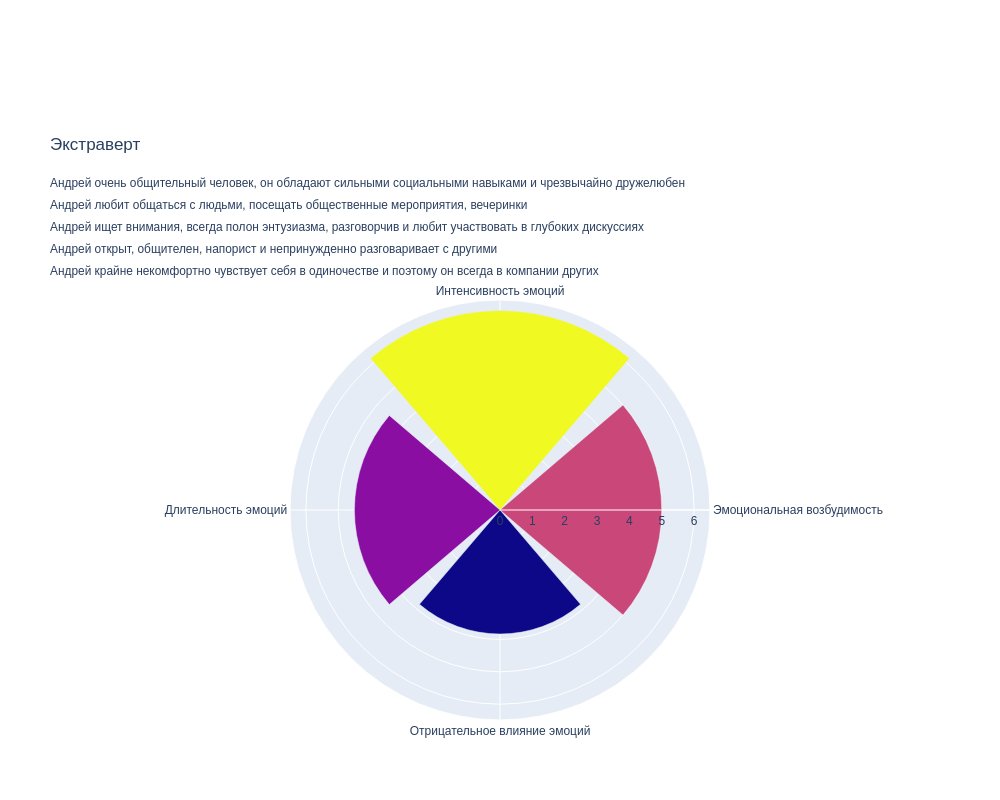 Экстраверт
Андрей очень общительный человек, он обладают сильными социальными навыками и чрезвычайно дружелюбен
Андрей любит общаться с людьми, посещать общественные мероприятия, вечеринки
Андрей ищет внимания, всегда полон энтузиазма, разговорчив и любит участвовать в глубоких дискуссиях
Андрей открыт, общителен, напорист и непринужденно разговаривает с другими
Андрей крайне некомфортно чувствует себя в одиночестве и поэтому он всегда в компании других
Интенсивность эмоций
Длительность эмоций
Эмоциональная возбудимость
0 1 2 3 4 5 6
Отрицательное влияние эмоций